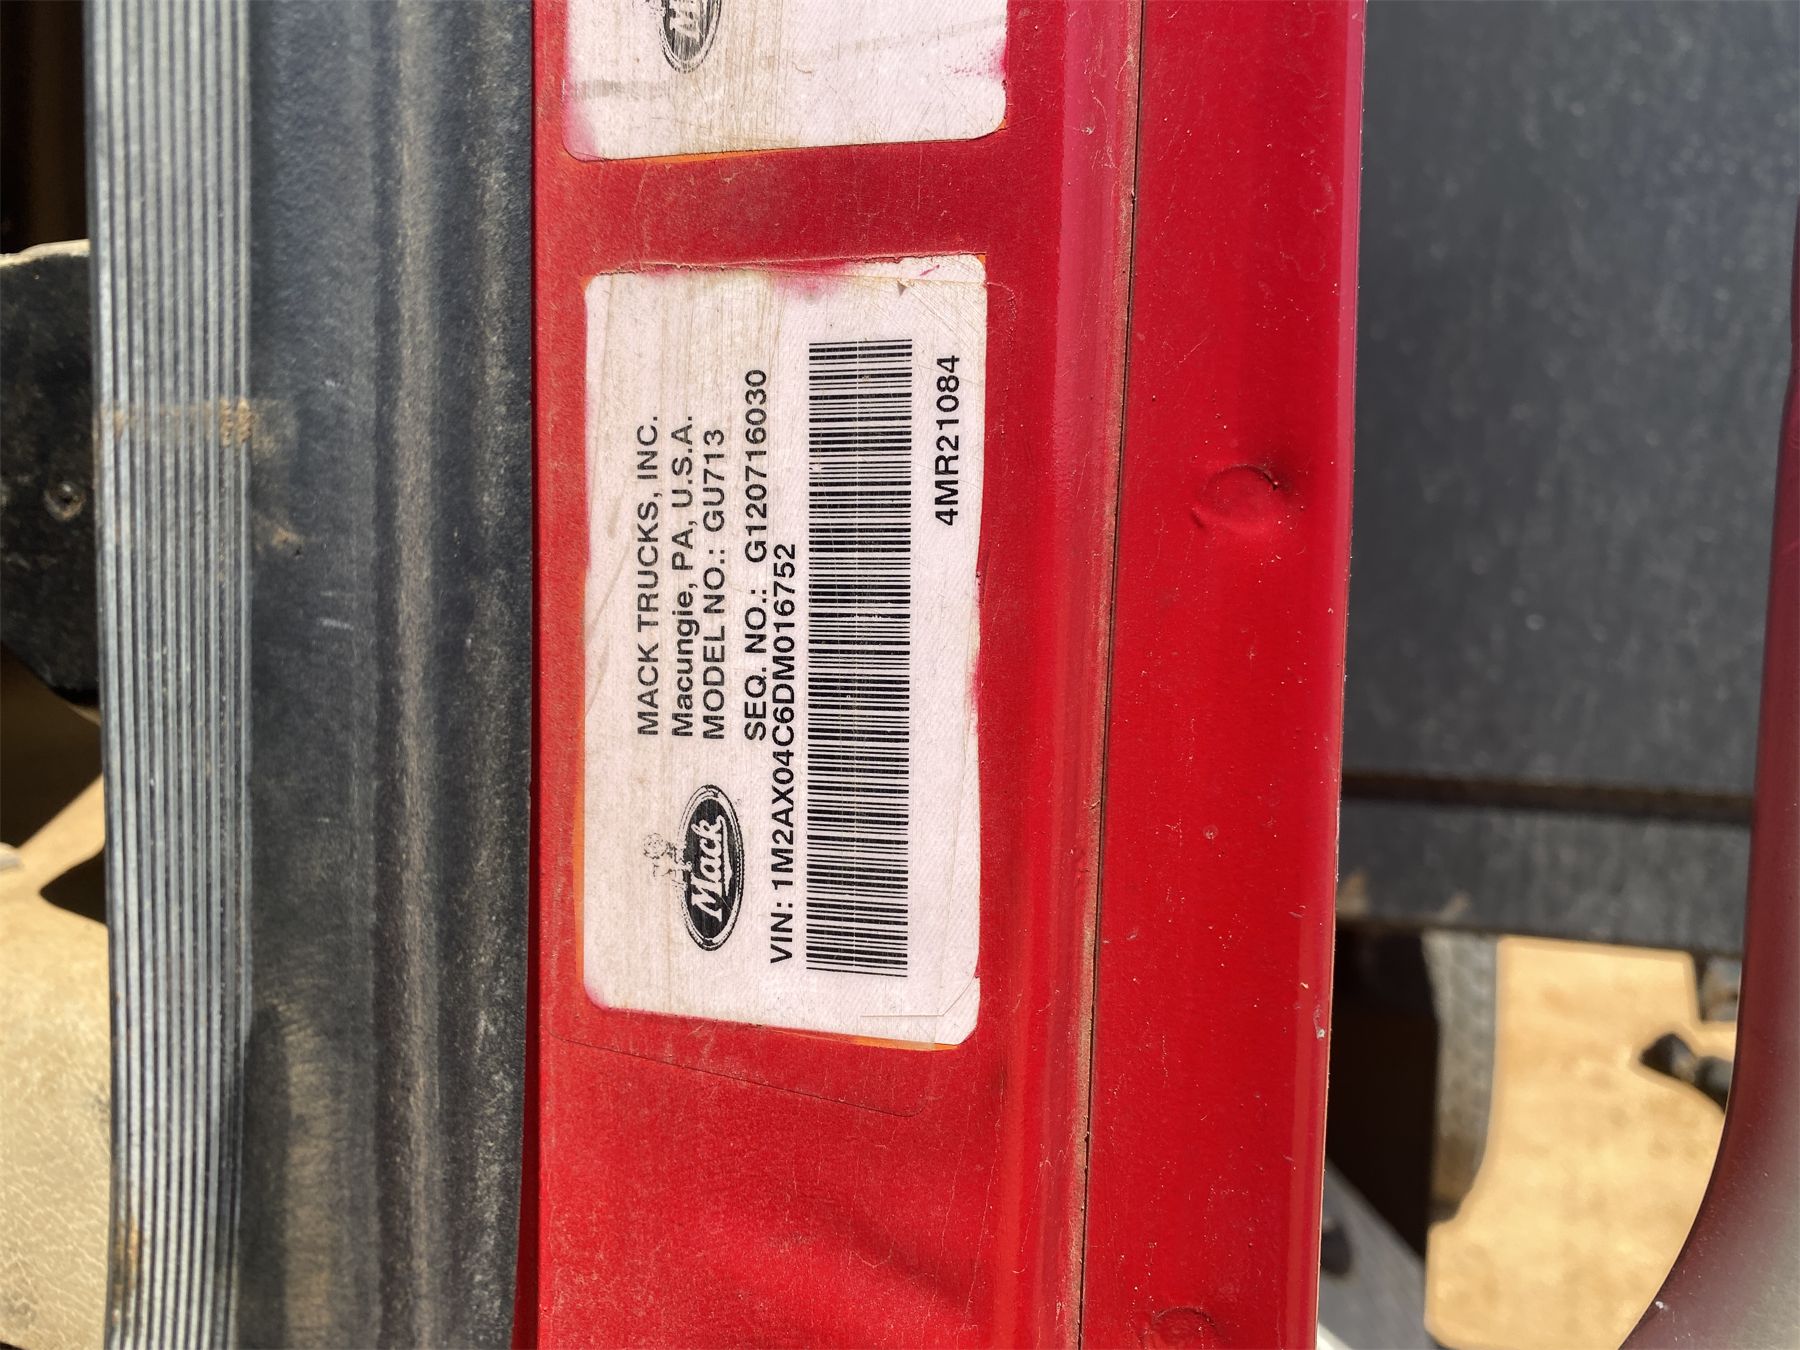 MACK TRUCKS, INC.
Macungie, PA, U.S.A.
MODEL NO.: GU713
SEQ. NO.: G120716030
Mack
VIN: 1M2AX04C6DM016752
4MR21084